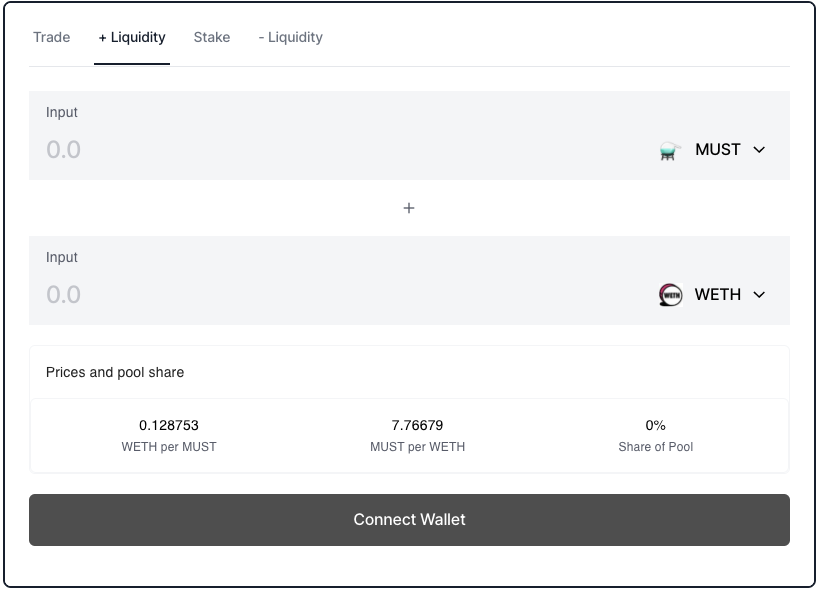 Trade + Liquidity Stake - Liquidity
Input
0.0 MUST
+
Input
0.0 WETH WETH
Prices and pool share
0.128753 7.76679 0%
WETH per MUST MUST per WETH Share of Pool
Connect Wallet